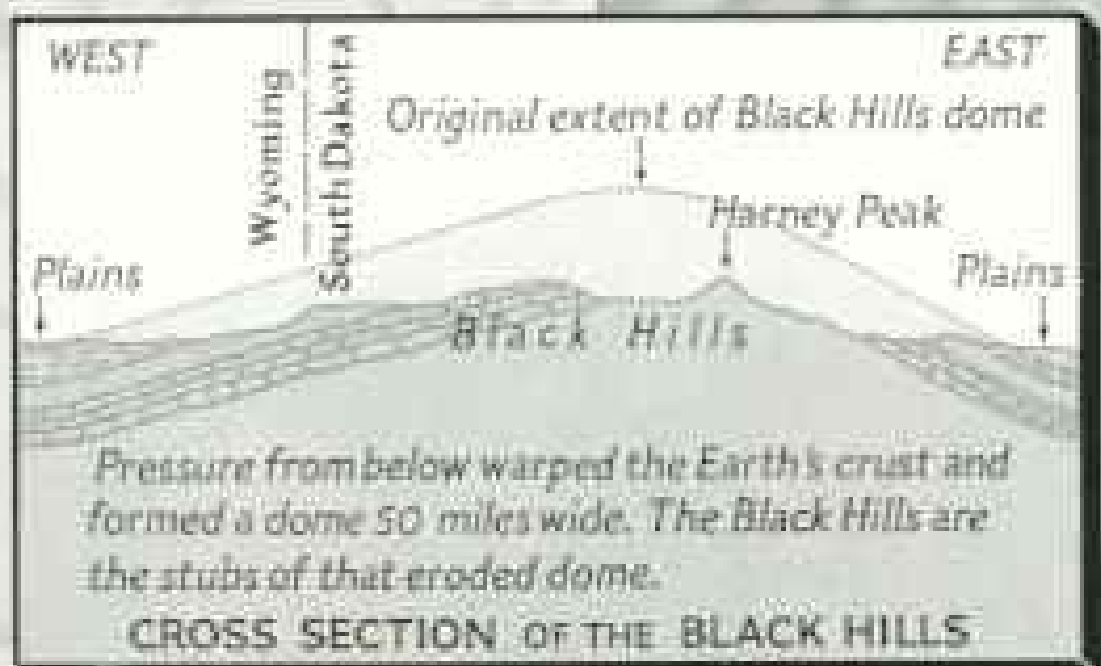 WEST
EAST
Wyoming
South Dakota
Original extent of Black Hills dome
Harney Peak
Plains
Plains
Black Hills
Pressure from below warped the Earth's crust and
formed a dome 50 miles wide. The Black Hills are
the stubs of that eroded dome.
CROSS SECTION OF THE BLACK HILLS